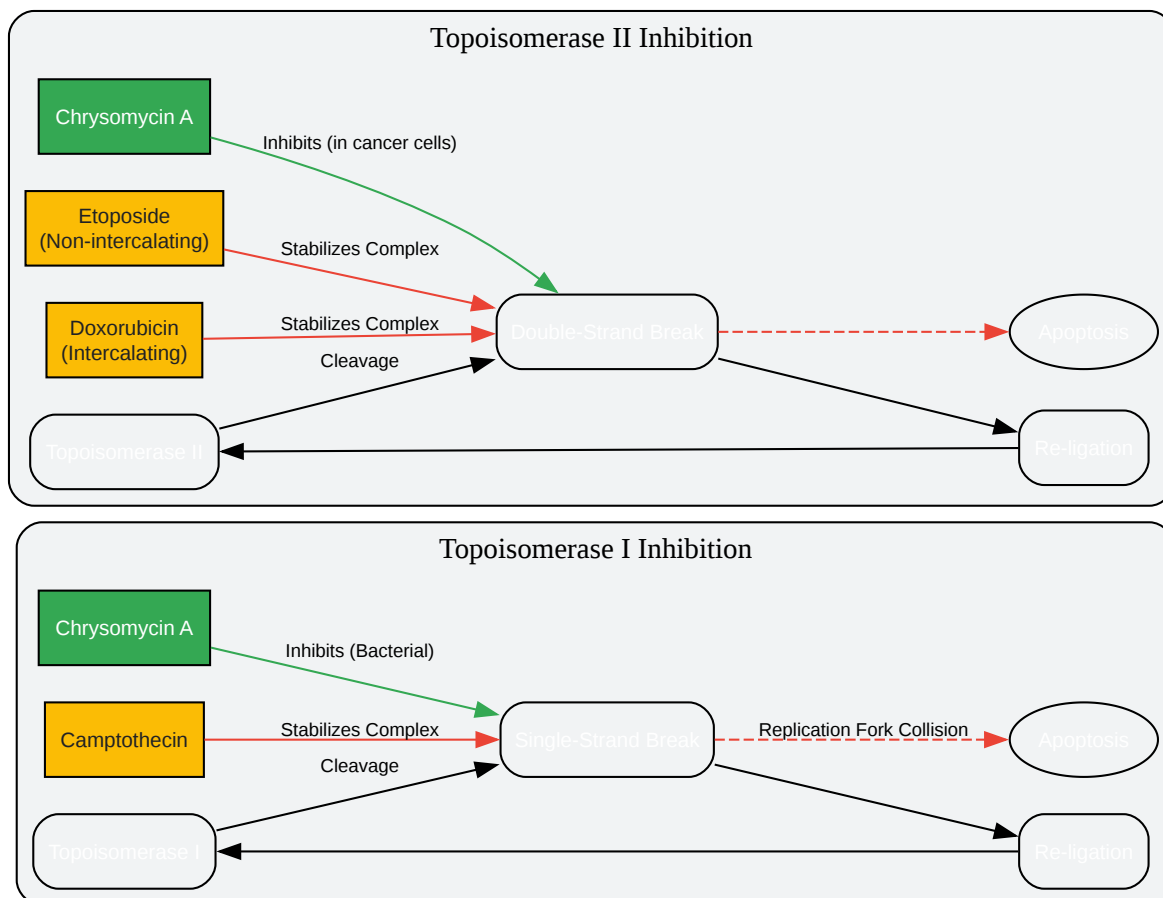 Topoisomerase II Inhibition
Chrysomycin A
Inhibits (in cancer cells)
Etoposide
(Non-intercalating)
Stabilizes Complex
Doxorubicin
(Intercalating)
Stabilizes Complex
Cleavage
Double-Strand Break
Apoptosis
Topoisomerase II
Re-ligation
Topoisomerase I Inhibition
Chrysomycin A
Inhibits (Bacterial)
Camptothecin
Stabilizes Complex
Cleavage
Single-Strand Break
Replication Fork Collision
Apoptosis
Topoisomerase I
Re-ligation